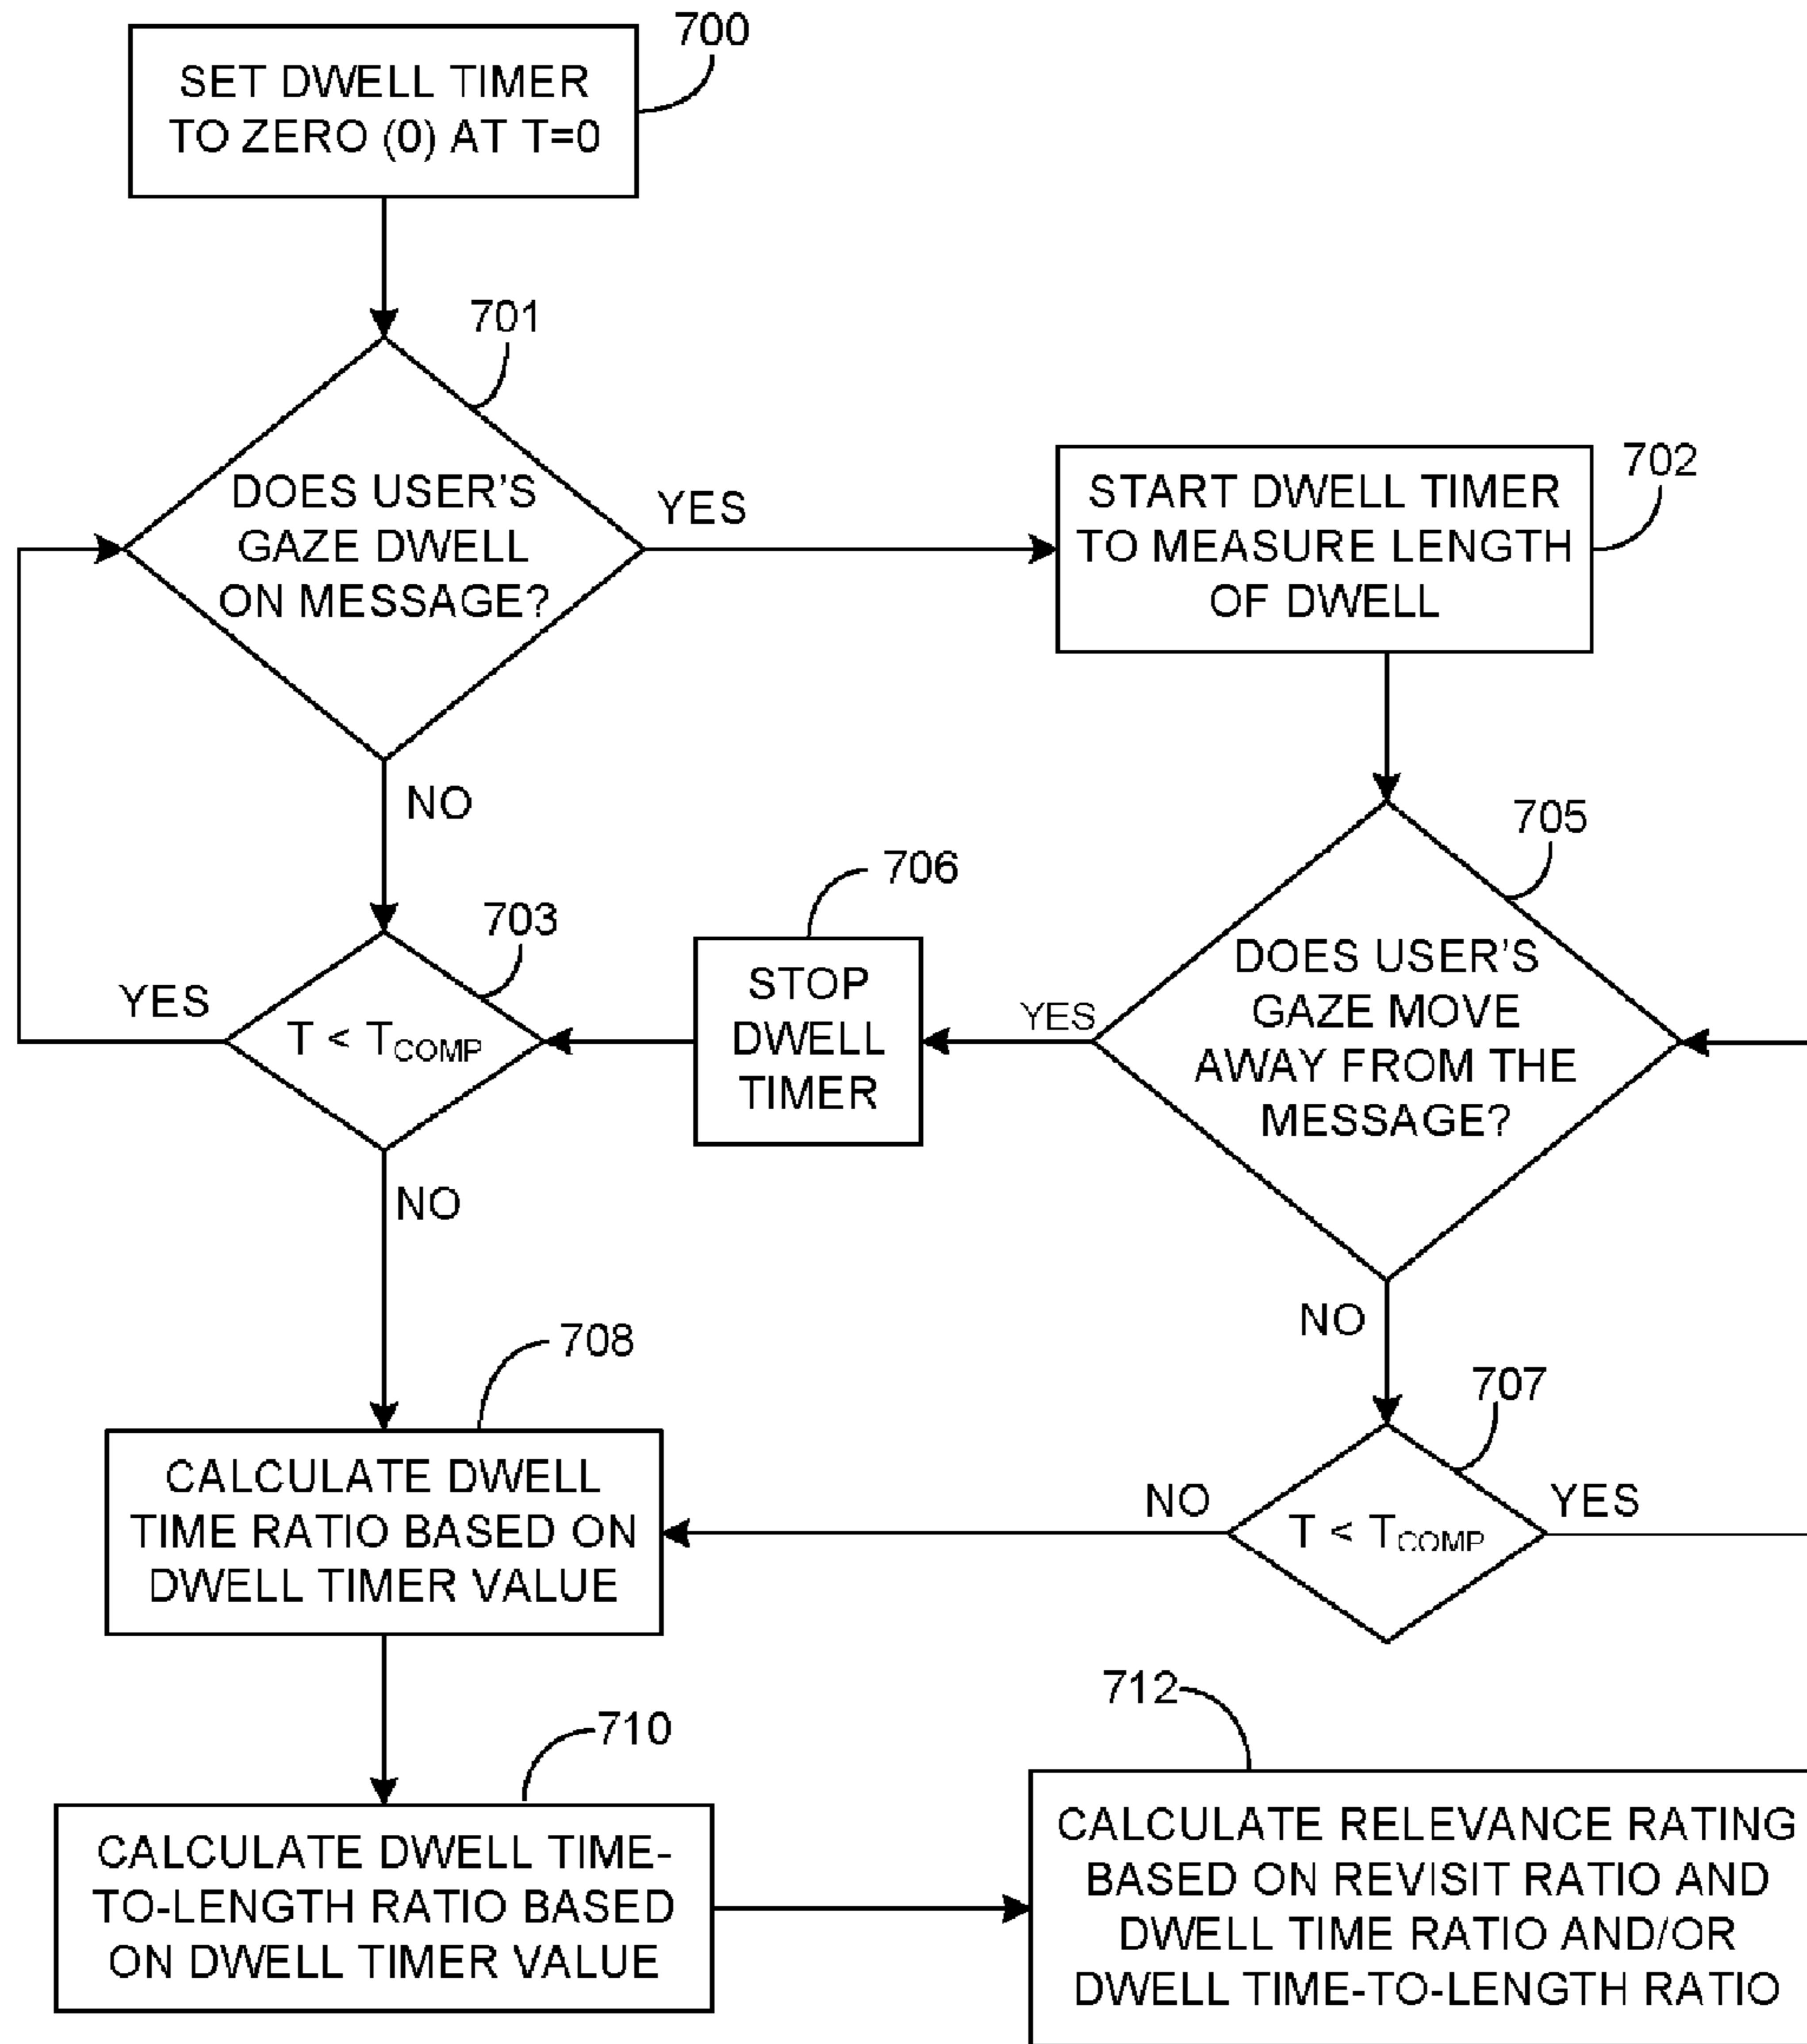 700
SET DWELL TIMER
TO ZERO (0) AT T=0
701
DOES USER'S
GAZE DWELL
ON MESSAGE?
YES
NO
702
START DWELL TIMER
TO MEASURE LENGTH
OF DWELL
705
DOES USER'S
GAZE MOVE
AWAY FROM THE
MESSAGE?
YES
NO
706
STOP
DWELL
TIMER
703
T < TCOMP
YES
NO
707
T < TCOMP
NO
YES
708
CALCULATE DWELL
TIME RATIO BASED ON
DWELL TIMER VALUE
710
CALCULATE DWELL TIME-
TO-LENGTH RATIO BASED
ON DWELL TIMER VALUE
712
CALCULATE RELEVANCE RATING
BASED ON REVISIT RATIO AND
DWELL TIME RATIO AND/OR
DWELL TIME-TO-LENGTH RATIO